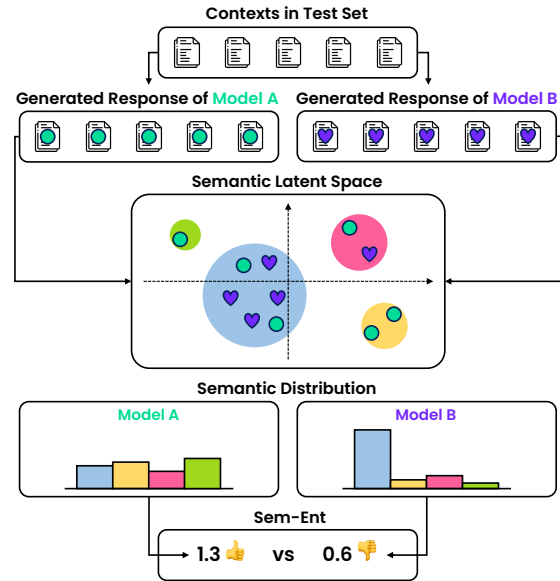 Contexts in Test Set
Generated Response of Model A
Generated Response of Model B
Semantic Latent Space
Semantic Distribution
Model A
Model B
Sem-Ent
1.3 👍 vs 0.6 👎